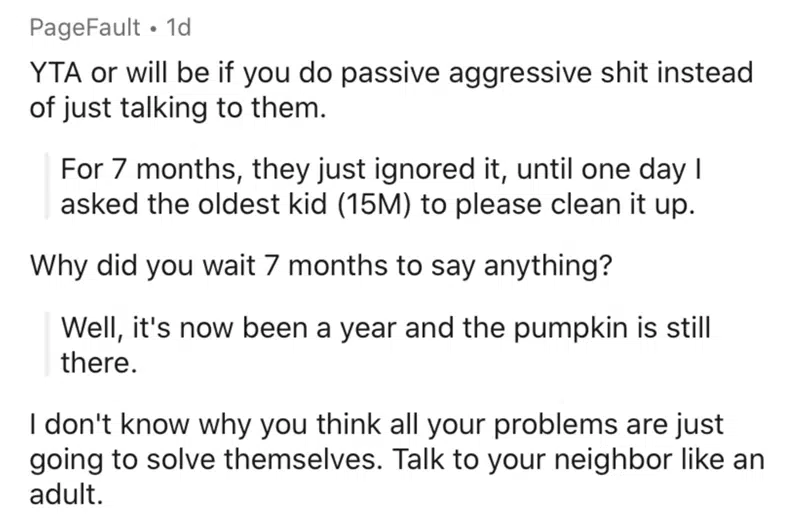 PageFault • 1d
YTA or will be if you do passive aggressive shit instead
of just talking to them.
For 7 months, they just ignored it, until one day I
asked the oldest kid (15M) to please clean it up.
Why did you wait 7 months to say anything?
Well, it's now been a year and the pumpkin is still
there.
I don't know why you think all your problems are just
going to solve themselves. Talk to your neighbor like an
adult.